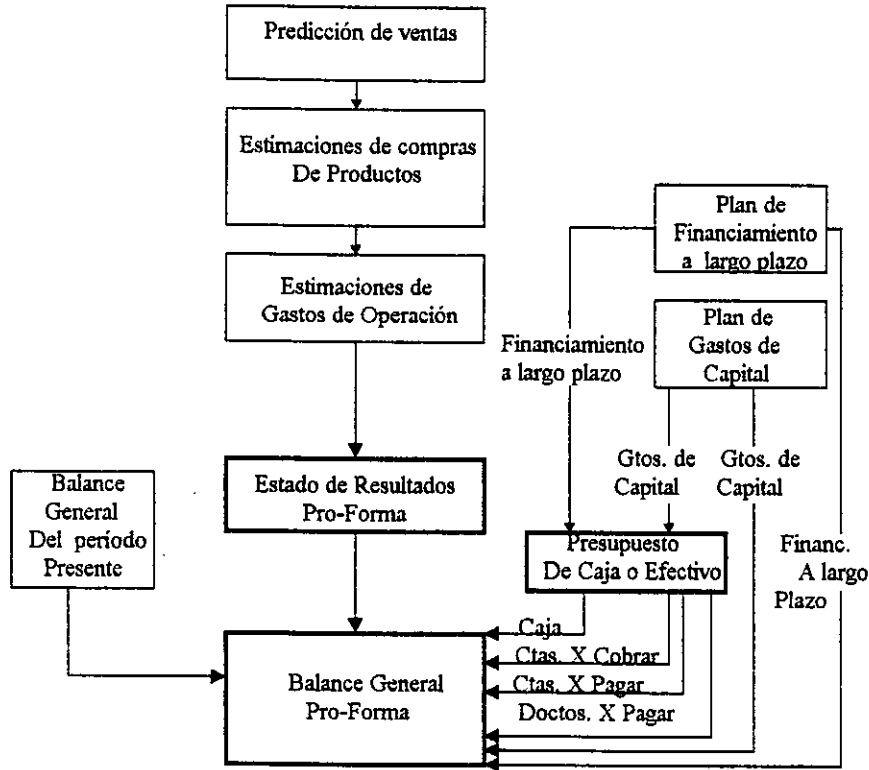 Predicción de ventas
Estimaciones de compras
De Productos
Estimaciones de
Gastos de Operación
Plan de
Financiamiento
a largo plazo
Plan de
Gastos de
Capital
Financiamiento
a largo plazo
Gtos. de
Capital
Gtos. de
Capital
Balance
General
Del período
Presente
Estado de Resultados
Pro-Forma
Presupuesto
De Caja o Efectivo
Financ.
A largo
Plazo
Balance General
Pro-Forma
Caja
Ctas. X Cobrar
Ctas. X Pagar
Doctos. X Pagar